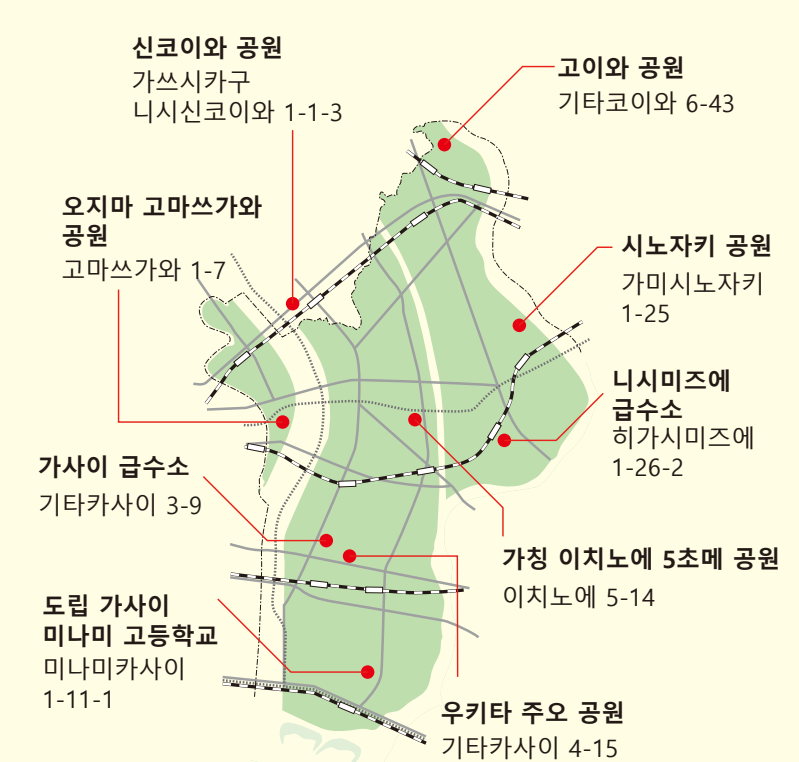 신코이와 공원
가쓰시카구
니시신코이와 1-1-3
고이와 공원
기타코이와 6-43
오지마 고마쓰가와
공원
고마쓰가와 1-7
시노자키 공원
가미시노자키
1-25
니시미즈에
급수소
히가시미즈에
1-26-2
가사이 급수소
기타카사이 3-9
가칭 이치노에 5초메 공원
이치노에 5-14
도립 가사이
미나미 고등학교
미나미카사이
1-11-1
우키타 주오 공원
기타카사이 4-15